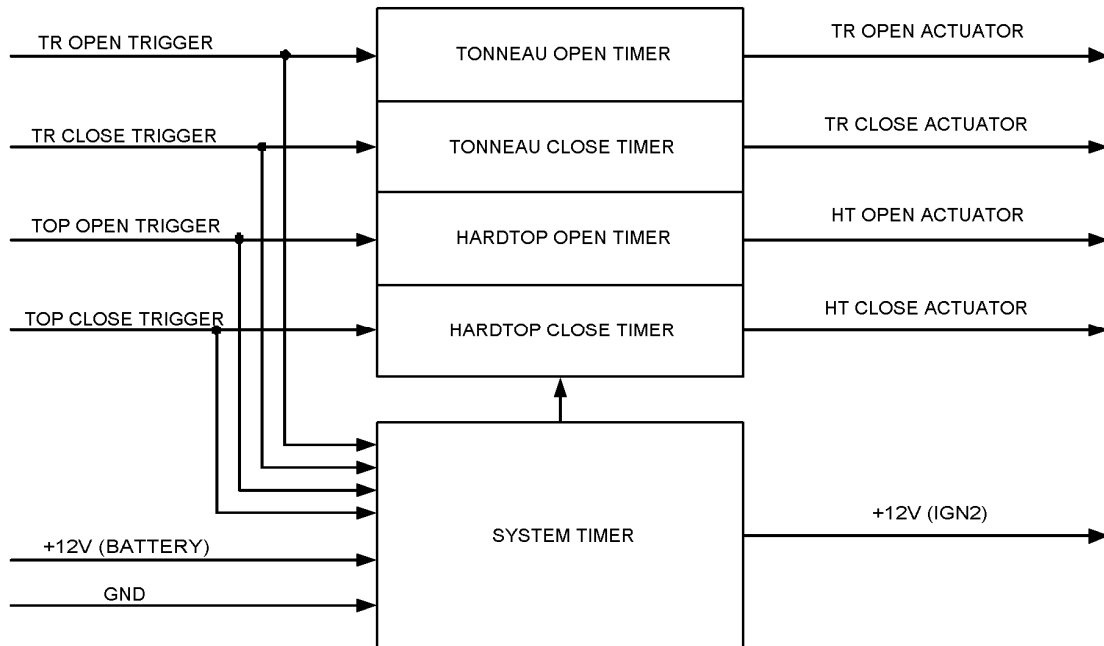 TR OPEN TRIGGER
TONNEAU OPEN TIMER
TR OPEN ACTUATOR
TR CLOSE TRIGGER
TONNEAU CLOSE TIMER
TR CLOSE ACTUATOR
TOP OPEN TRIGGER
HARDTOP OPEN TIMER
HT OPEN ACTUATOR
TOP CLOSE TRIGGER
HARDTOP CLOSE TIMER
HT CLOSE ACTUATOR
+12V (BATTERY)
GND
SYSTEM TIMER
+12V (IGN2)